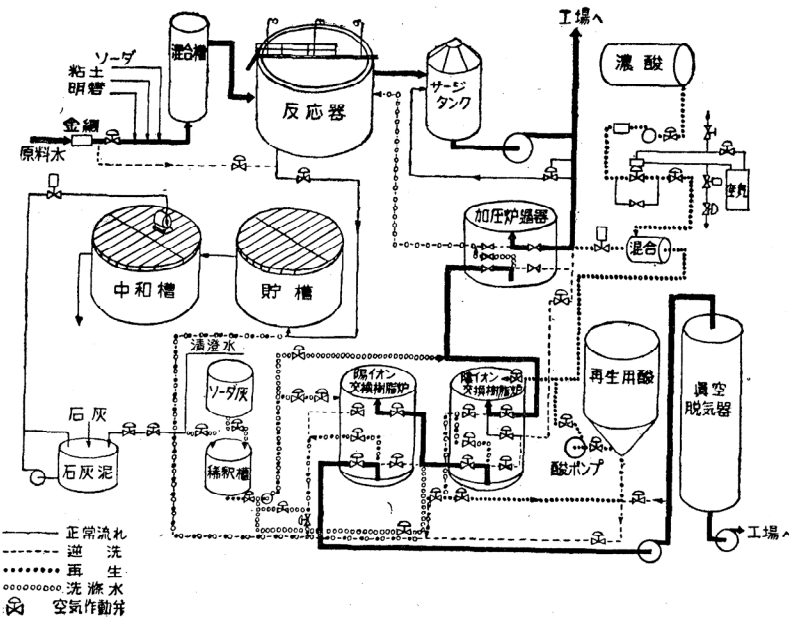 工場へ
混合槽
ソーダ
粘土
明礬
金網
原料水
反応器
サージ
タンク
濃酸
加圧炉過器
混合
中和槽
貯槽
清澄水
ソーダ灰
石灰
石灰泥
稀釈槽
陽イオン
交換樹脂炉
陽イオン
交換樹脂炉
再生用酸
酸ポンプ
眞空
脱気器
工場へ
正常流れ
逆洗
再生
洗滌水
空気作動弁